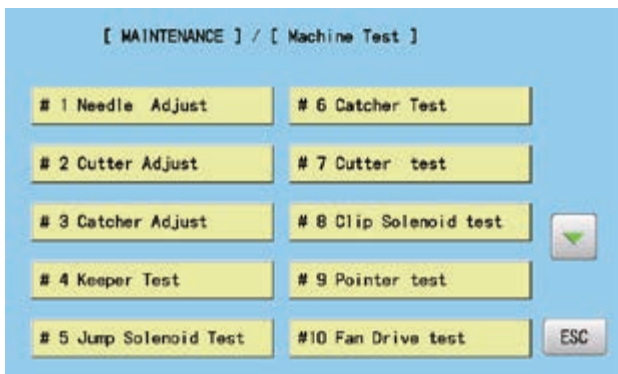 [ MAINTENANCE ] / [ Machine Test ]
# 1 Needle Adjust
# 2 Cutter Adjust
# 3 Catcher Adjust
# 4 Keeper Test
# 5 Jump Solenoid Test
# 6 Catcher Test
# 7 Cutter test
# 8 Clip Solenoid test
# 9 Pointer test
#10 Fan Drive test
ESC